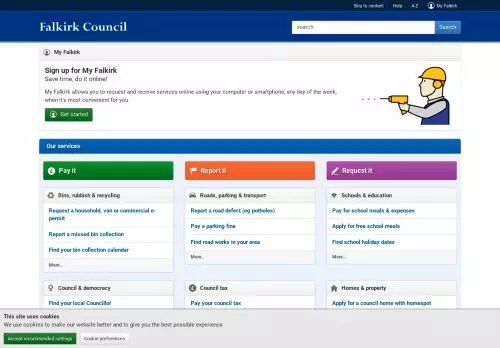 Skip to content Help A-Z My Falkirk
Falkirk Council
search Search
My Falkirk
Sign up for My Falkirk
Save time, do it online!
My Falkirk allows you to request and receive services online using your computer or smartphone, any day of the week,
when it's most convenient for you
Get started
Our services
Pay it
Report it
Request it
Bins, rubbish & recycling
Request a household, van or commercial e-
permit
Report a missed bin collection
Find your bin collection calendar
More..
Roads, parking & transport
Report a road defect (eg potholes)
Pay a parking fine
Find road works in your area
More..
Schools & education
Pay for school meals & expenses
Apply for free school meals
Find school holiday dates
More..
Council & democracy
Find your local Councillor
Council tax
Pay your council tax
Homes & property
Apply for a council home with homespot
This site uses cookies
We use cookies to make our website better and to give you the best possible experience.
Accept recommended settings
Cookie preferences